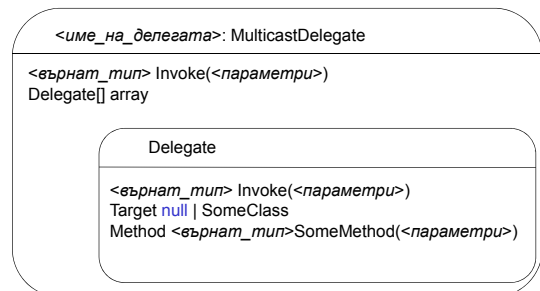 <име_на_делегата>: MulticastDelegate
<върнат_тип> Invoke(<параметри>)
Delegate[] array
Delegate
<върнат_тип> Invoke(<параметри>)
Target null | SomeClass
Method <върнат_тип>SomeMethod(<параметри>)